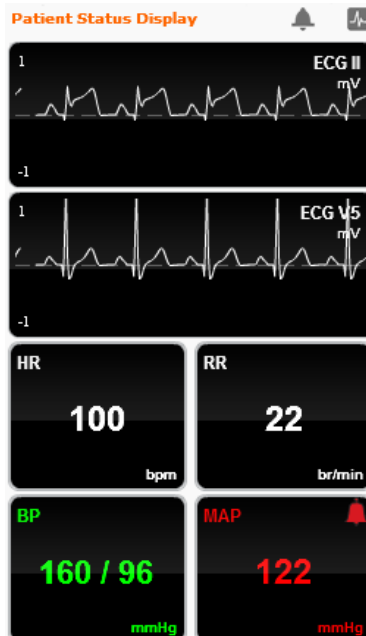 Patient Status Display
1
ECG II
mV
-1
1
ECG V5
mV
-1
HR
100
bpm
RR
22
br/min
BP
160 / 96
mmHg
MAP
122
mmHg